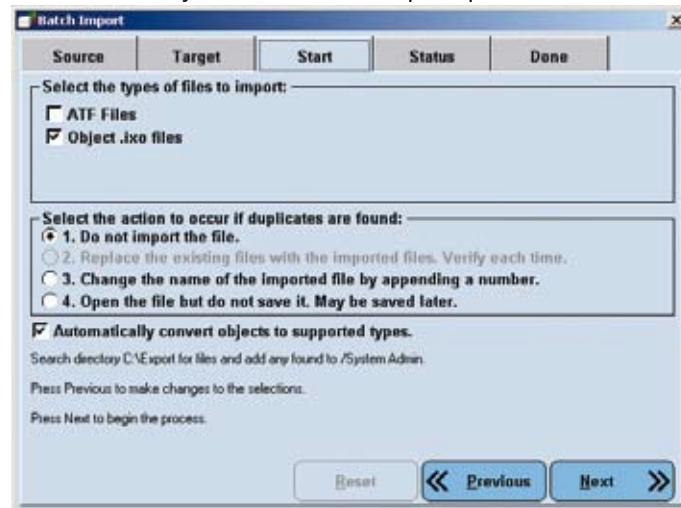 Batch Import
Source Target Start Status Done
Select the types of files to import:
ATF Files
Object .ixo files
Select the action to occur if duplicates are found:
1. Do not import the file.
2. Replace the existing files with the imported files. Verify each time.
3. Change the name of the imported file by appending a number.
4. Open the file but do not save it. May be saved later.
Automatically convert objects to supported types.
Search directory C:\Export for files and add any found to /System Admin.
Press Previous to make changes to the selections.
Press Next to begin the process.
Reset Previous Next